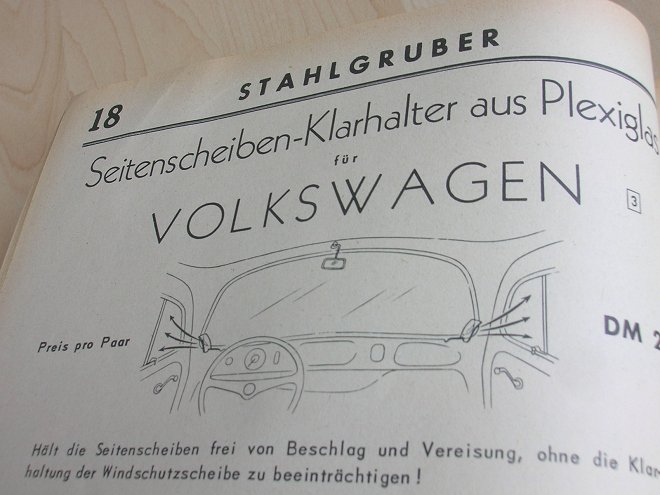 STAHLGRUBER
18
Seitenscheiben-Klarhalter aus Plexiglas
für
VOLKSWAGEN
3
Preis pro Paar
DM 2
Hält die Seitenscheiben frei von Beschlag und Vereisung, ohne die Klar-
haltung der Windschutzscheibe zu beeinträchtigen!